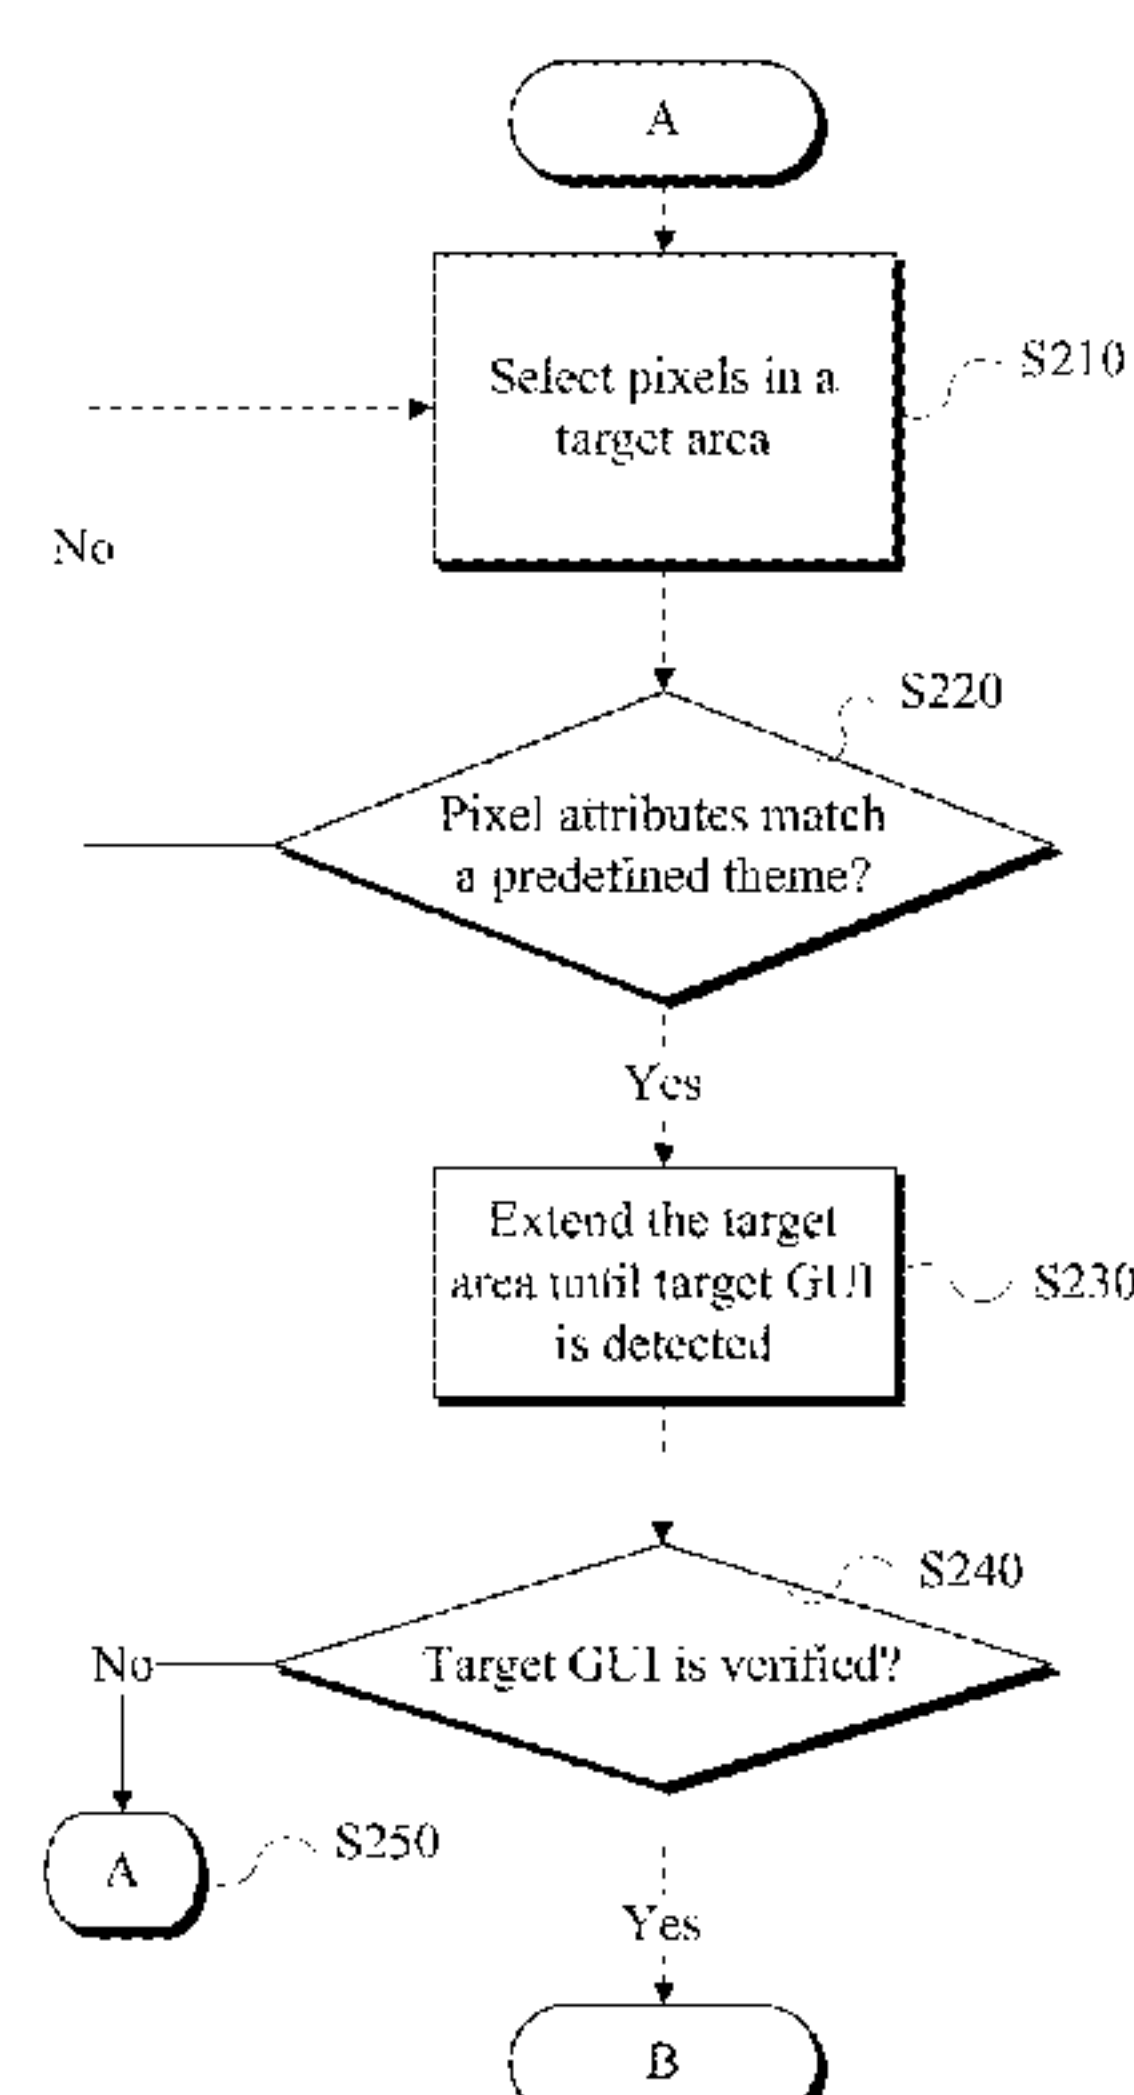 A
Select pixels in a
target area
S210
No
S220
Pixel attributes match
a predefined theme?
Yes
Extend the target
area until target GUI
is detected
S230
S240
No
Target GUI is verified?
A
S250
Yes
B